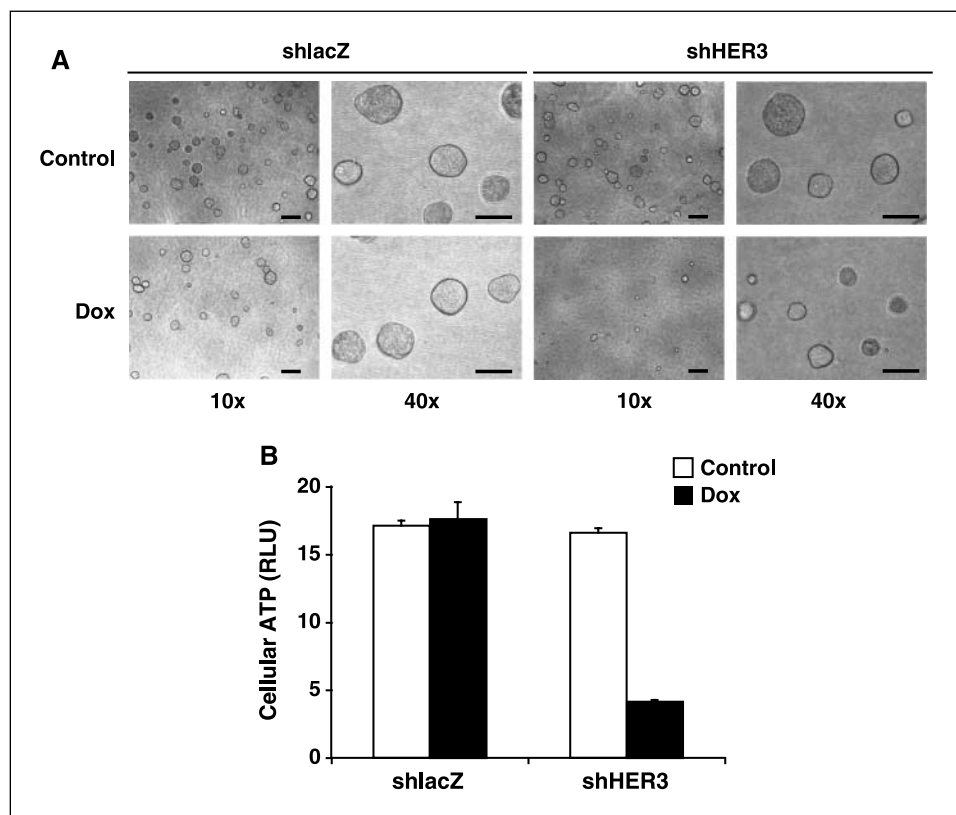 A
shlacZ
shHER3
Control
Dox
10x
40x
10x
40x
B
Control
Dox
Cellular ATP (RLU)
20
15
10
5
0
shlacZ
shHER3